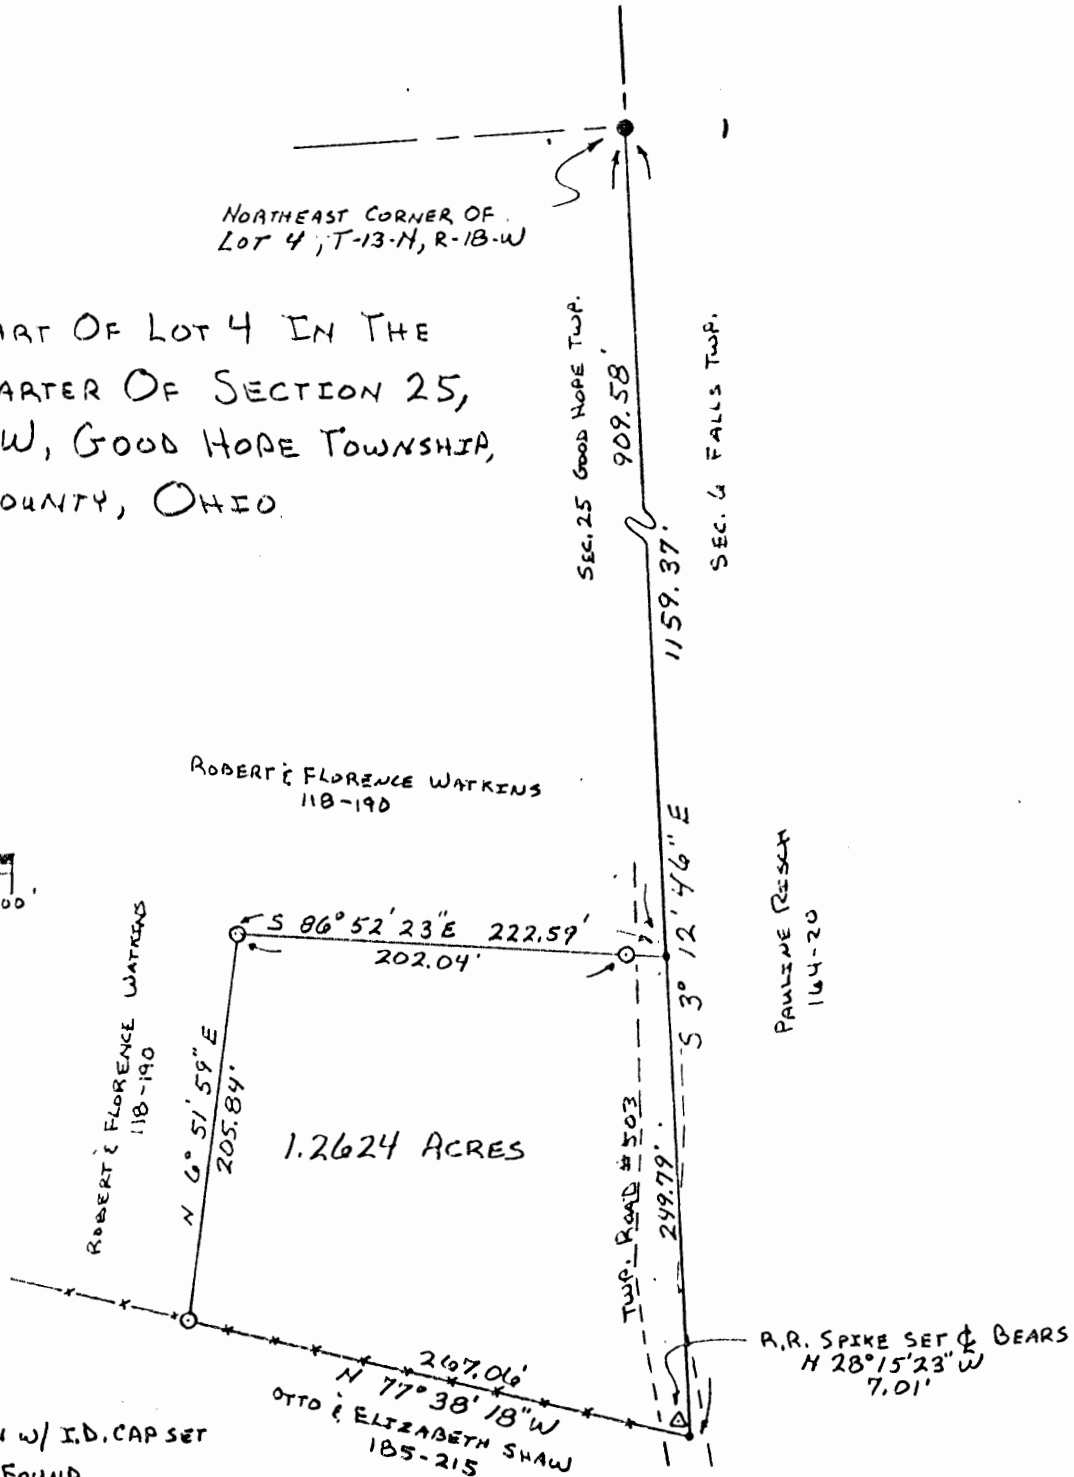 NORTHEAST CORNER OF
LOT 4, T-13-N, R-18-W
ART OF LOT 4 IN THE
ARTER OF SECTION 25,
W, GOOD HOPE TOWNSHIP,
OUNTY, OHIO.
SEC. 25 GOOD HOPE TWP.
909.58'
1159.37'
SEC. 6 FALLS TWP.
ROBERT & FLORENCE WATKINS
118-190
00'
S 86° 52' 23" E 222.59'
202.04'
S 3° 12' 46" E
PAULINE RISCH
164-20
ROBERT & FLORENCE WATKINS
118-190
N 6° 51' 59" E
205.84'
1.2624 ACRES
TWP. ROAD #503
249.79'
R.R. SPIKE SET & BEARS
N 28° 15' 23" W
7.01'
267.06'
N 77° 38' 18" W
OTTO & ELIZABETH SHAW
185-215
W/ I.D. CAP SET
FOUND